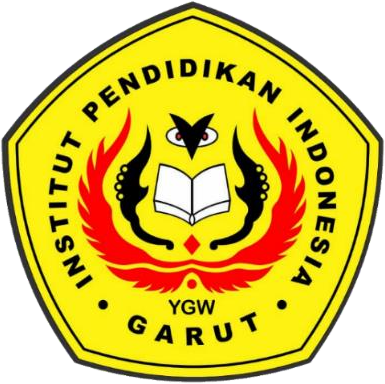 INSTITUT PENDIDIKAN INDONESIA
YGW
• GARUT •